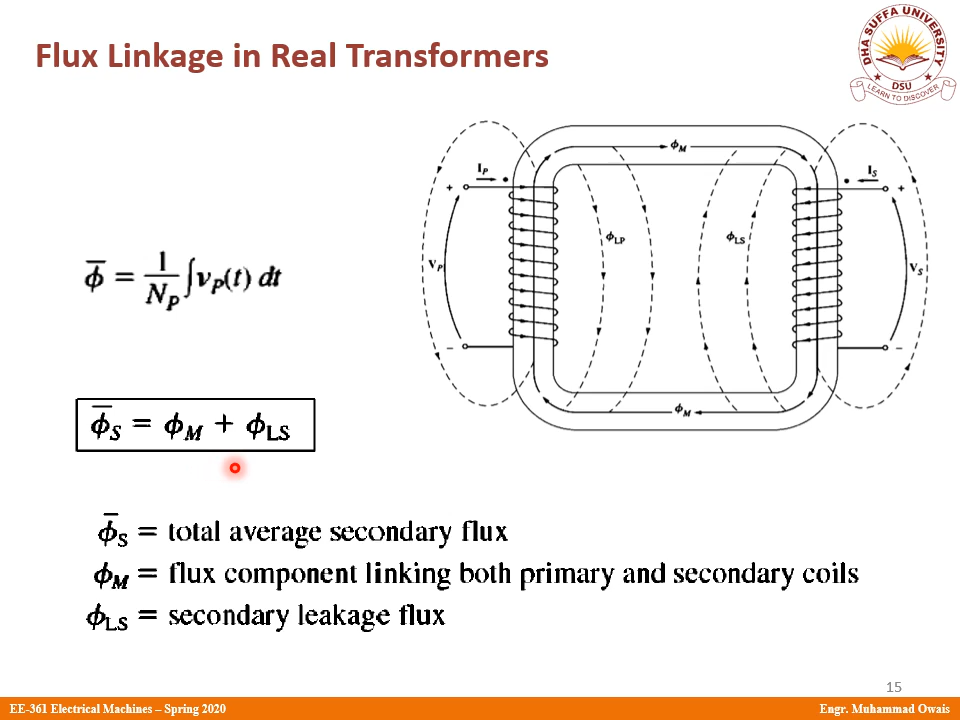 Flux Linkage in Real Transformers
DHA SUFFA UNIVERSITY
DSU
LEARN TO DISCOVER
ϕM
IP
IS
+
+
ϕLP
ϕLS
VP
VS
−
−
ϕM
ϕ̅ = 1/NP ∫ vP(t) dt
ϕ̅S = ϕM + ϕLS
ϕ̅S = total average secondary flux
ϕM = flux component linking both primary and secondary coils
ϕLS = secondary leakage flux
15
EE-361 Electrical Machines – Spring 2020
Engr. Muhammad Owais